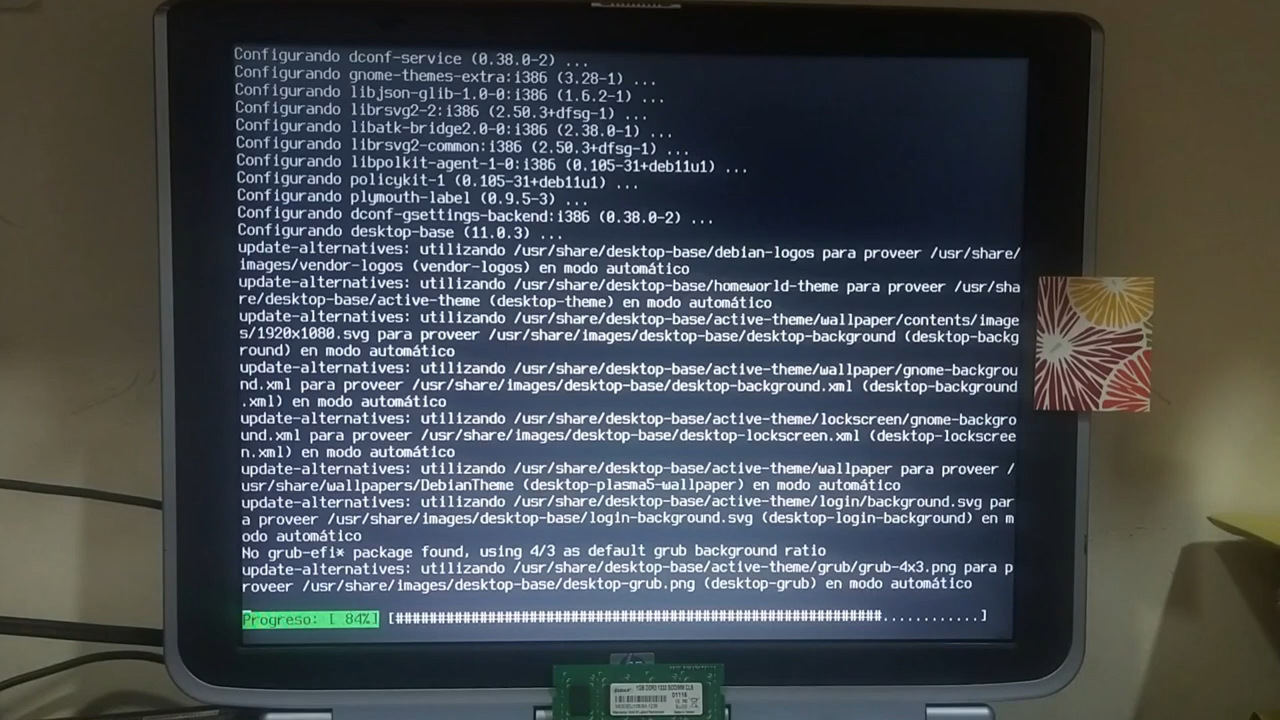 Configurando dconf-service (0.38.0-2) ...
Configurando gnome-themes-extra:i386 (3.28-1) ...
Configurando libjson-glib-1.0-0:i386 (1.6.2-1) ...
Configurando librsvg2-2:i386 (2.50.3+dfsg-1) ...
Configurando libatk-bridge2.0-0:i386 (2.38.0-1) ...
Configurando librsvg2-common:i386 (2.50.3+dfsg-1) ...
Configurando libpolkit-agent-1-0:i386 (0.105-31+deb11u1) ...
Configurando policykit-1 (0.105-31+deb11u1) ...
Configurando plymouth-label (0.9.5-3) ...
Configurando dconf-gsettings-backend:i386 (0.38.0-2) ...
Configurando desktop-base (11.0.3) ...
update-alternatives: utilizando /usr/share/desktop-base/debian-logos para proveer /usr/share/
images/vendor-logos (vendor-logos) en modo automático
update-alternatives: utilizando /usr/share/desktop-base/homeworld-theme para proveer /usr/sha
re/desktop-base/active-theme (desktop-theme) en modo automático
update-alternatives: utilizando /usr/share/desktop-base/active-theme/wallpaper/contents/image
s/1920x1080.svg para proveer /usr/share/images/desktop-base/desktop-background (desktop-backg
round) en modo automático
update-alternatives: utilizando /usr/share/desktop-base/active-theme/wallpaper/gnome-backgrou
nd.xml para proveer /usr/share/images/desktop-base/desktop-background.xml (desktop-background
.xml) en modo automático
update-alternatives: utilizando /usr/share/desktop-base/active-theme/lockscreen/gnome-backgro
und.xml para proveer /usr/share/images/desktop-base/desktop-lockscreen.xml (desktop-lockscree
n.xml) en modo automático
update-alternatives: utilizando /usr/share/desktop-base/active-theme/wallpaper para proveer /
usr/share/wallpapers/DebianTheme (desktop-plasma5-wallpaper) en modo automático
update-alternatives: utilizando /usr/share/desktop-base/active-theme/login/background.svg par
a proveer /usr/share/images/desktop-base/login-background.svg (desktop-login-background) en m
odo automático
No grub-efi* package found, using 4/3 as default grub background ratio
update-alternatives: utilizando /usr/share/desktop-base/active-theme/grub/grub-4x3.png para p
roveer /usr/share/images/desktop-base/desktop-grub.png (desktop-grub) en modo automático
Progreso: [ 84%] [##########################################################............]
hp
1GB DDR3 1333 SODIMM CL9
01116